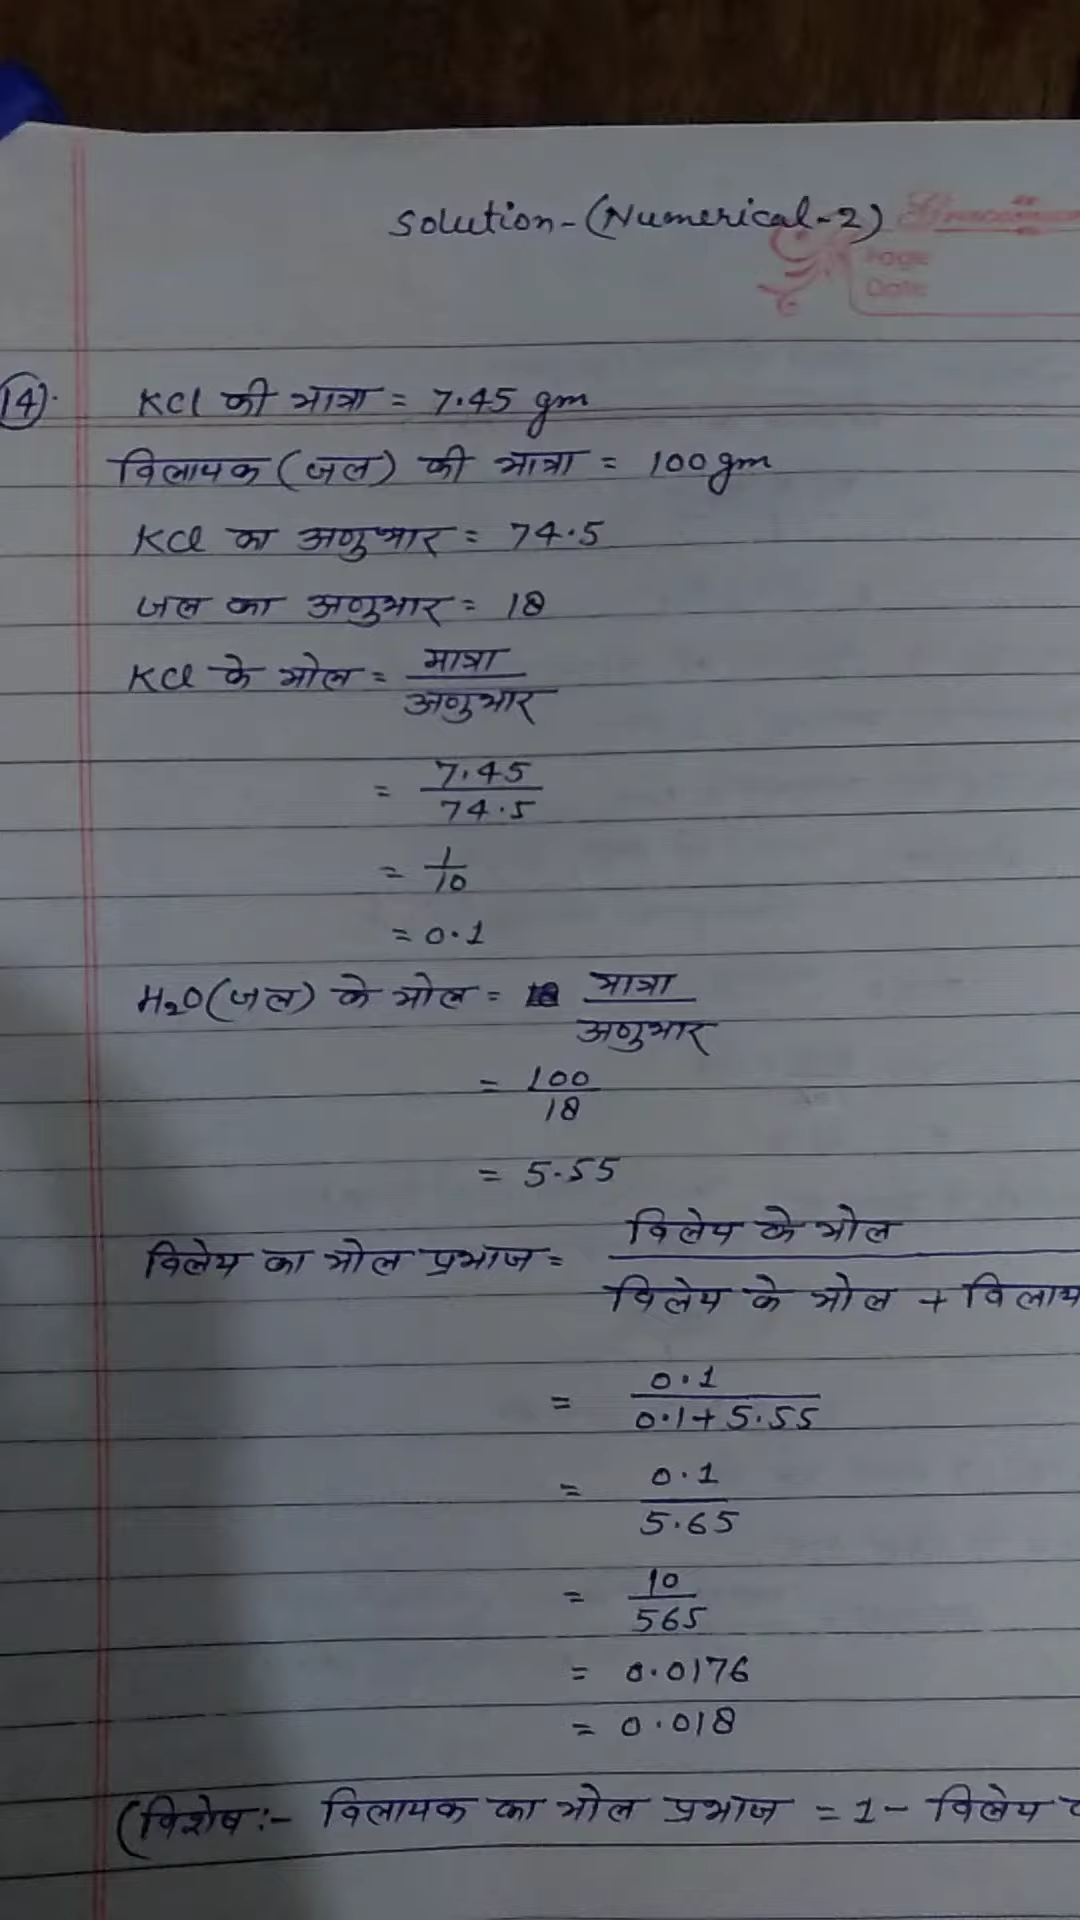 Solution-(Numerical-2)
Page
Date
14). KCl की मात्रा = 7.45 gm
विलायक (जल) की मात्रा = 100gm
KCl का अणुभार = 74.5
जल का अणुभार = 18
KCl के मोल = मात्रा
अणुभार
= 7.45
74.5
= 1
10
= 0.1
H2O(जल) के मोल = मात्रा
अणुभार
= 100
18
= 5.55
विलेय का मोल प्रभाज = विलेय के मोल
विलेय के मोल + विलाय
= 0.1
0.1+5.55
= 0.1
5.65
= 10
565
= 0.0176
= 0.018
(विशेष:- विलायक का मोल प्रभाज = 1- विलेय